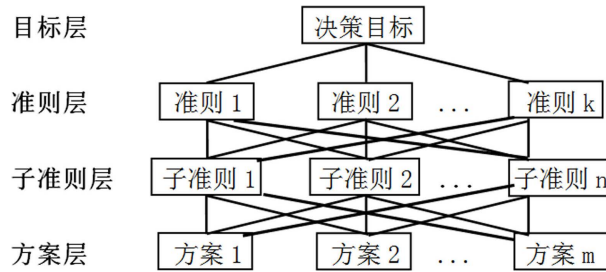 目标层 决策目标
准则层 准则 1 准则 2 ... 准则 k
子准则层 子准则 1 子准则 2 ... 子准则 n
方案层 方案 1 方案 2 ... 方案 m